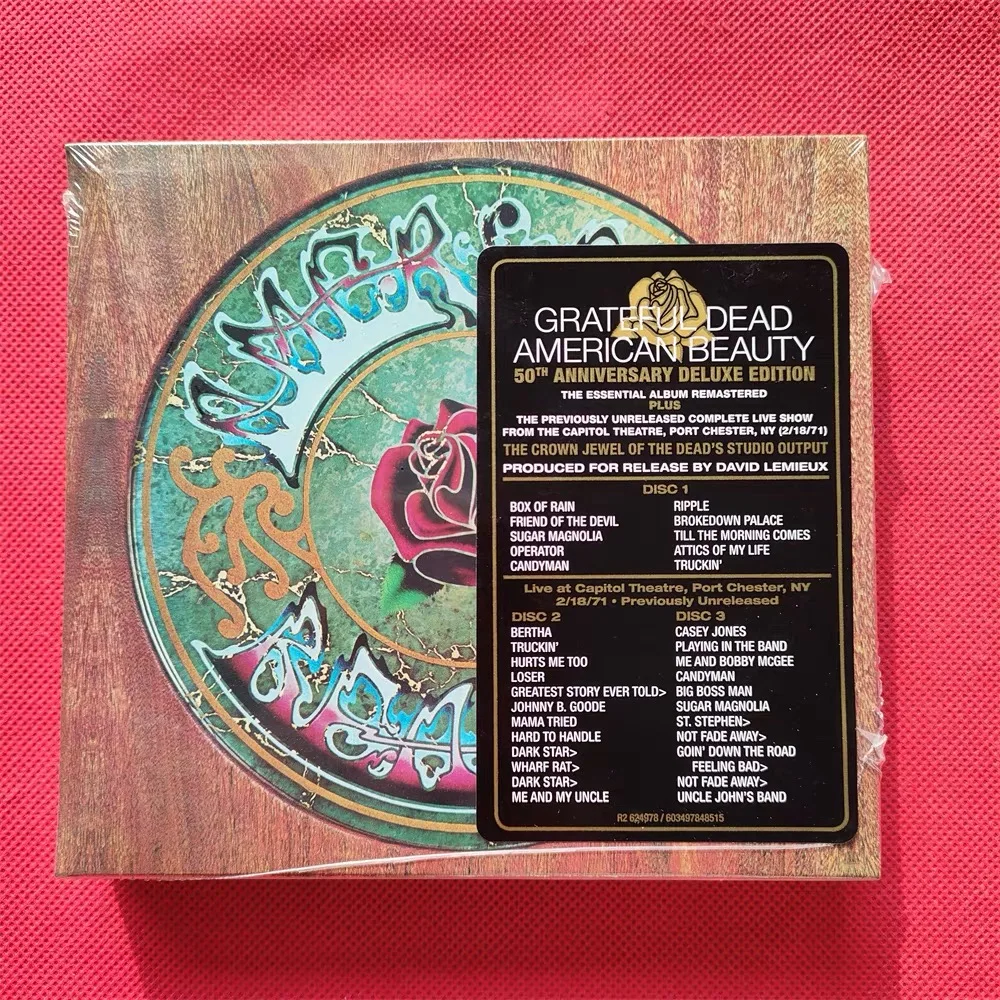 AMERICAN
BEAUTY
GRATEFUL DEAD
AMERICAN BEAUTY
50TH ANNIVERSARY DELUXE EDITION
THE ESSENTIAL ALBUM REMASTERED
PLUS
THE PREVIOUSLY UNRELEASED COMPLETE LIVE SHOW
FROM THE CAPITOL THEATRE, PORT CHESTER, NY (2/18/71)
THE CROWN JEWEL OF THE DEAD'S STUDIO OUTPUT
PRODUCED FOR RELEASE BY DAVID LEMIEUX
DISC 1
BOX OF RAIN
FRIEND OF THE DEVIL
SUGAR MAGNOLIA
OPERATOR
CANDYMAN
RIPPLE
BROKEDOWN PALACE
TILL THE MORNING COMES
ATTICS OF MY LIFE
TRUCKIN'
Live at Capitol Theatre, Port Chester, NY
2/18/71 • Previously Unreleased
DISC 2
BERTHA
TRUCKIN'
HURTS ME TOO
LOSER
GREATEST STORY EVER TOLD>
JOHNNY B. GOODE
MAMA TRIED
HARD TO HANDLE
DARK STAR>
WHARF RAT>
DARK STAR>
ME AND MY UNCLE
DISC 3
CASEY JONES
PLAYING IN THE BAND
ME AND BOBBY MCGEE
CANDYMAN
BIG BOSS MAN
SUGAR MAGNOLIA
ST. STEPHEN>
NOT FADE AWAY>
GOIN' DOWN THE ROAD
FEELING BAD>
NOT FADE AWAY>
UNCLE JOHN'S BAND
R2 624978 / 603497848515